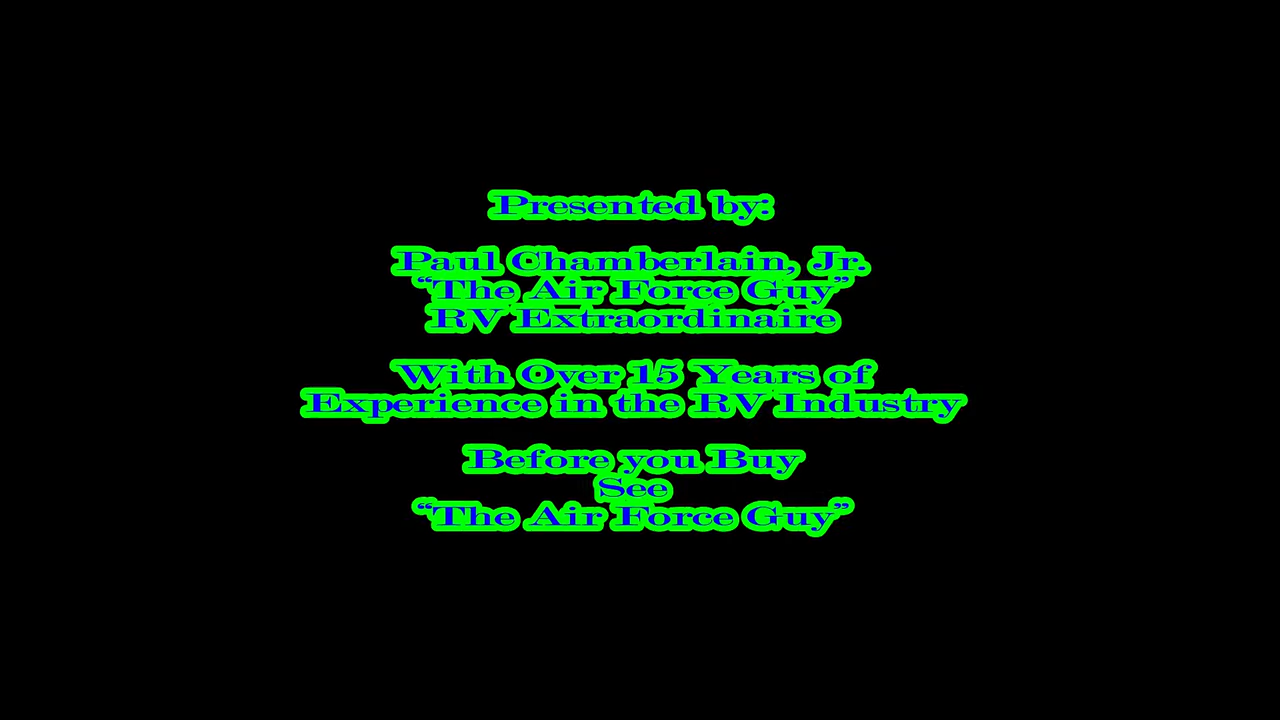 Presented by:
Paul Chamberlain, Jr.
“The Air Force Guy”
RV Extraordinaire
With Over 15 Years of
Experience in the RV Industry
Before you Buy
See
“The Air Force Guy”